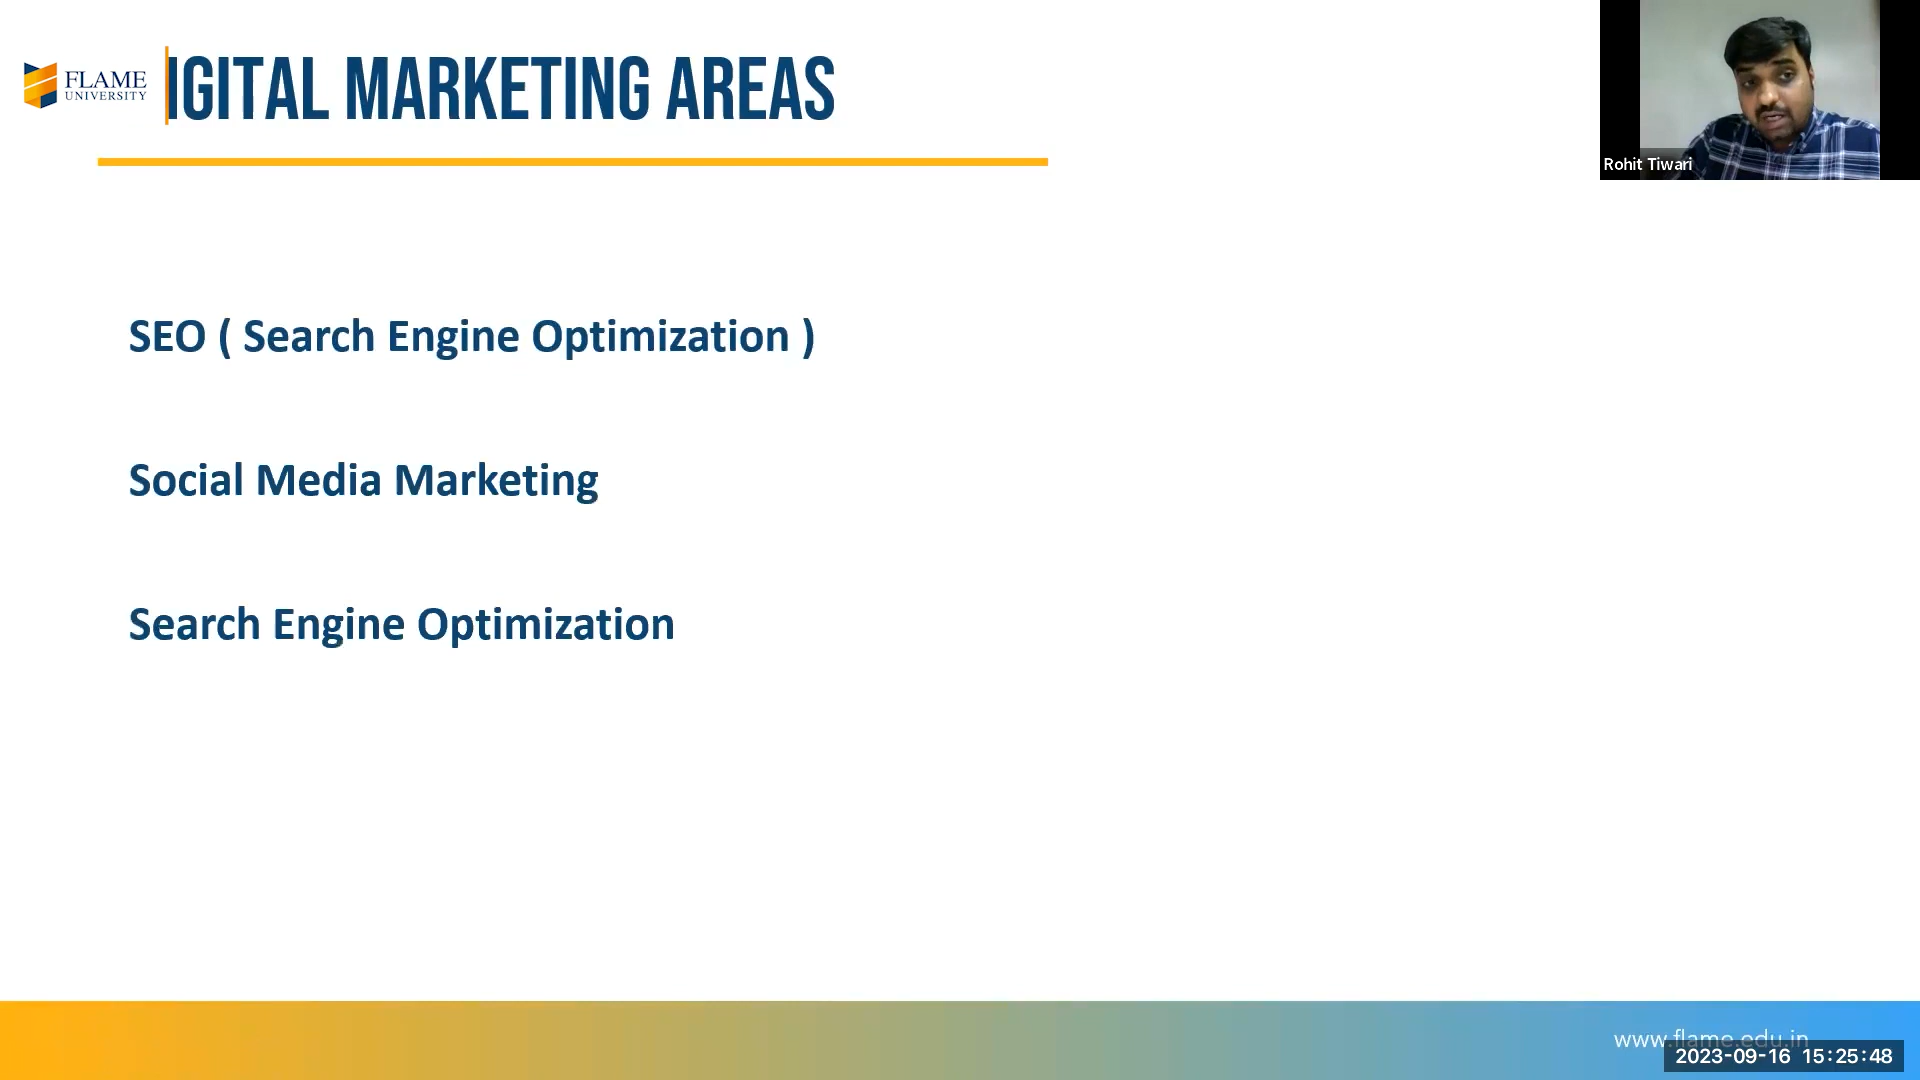 FLAME
UNIVERSITY
IGITAL MARKETING AREAS
Rohit Tiwari
SEO ( Search Engine Optimization )
Social Media Marketing
Search Engine Optimization
www.flame.edu.in
2023-09-16 15:25:48